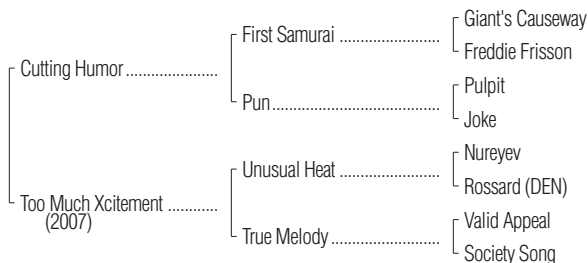 Giant's Causeway
First Samurai ....................
Freddie Frisson
Cutting Humor .....................
Pulpit
Pun .....................................
Joke
Nureyev
Unusual Heat ....................
Rossard (DEN)
Too Much Xcitement ...........
(2007)
Valid Appeal
True Melody ......................
Society Song